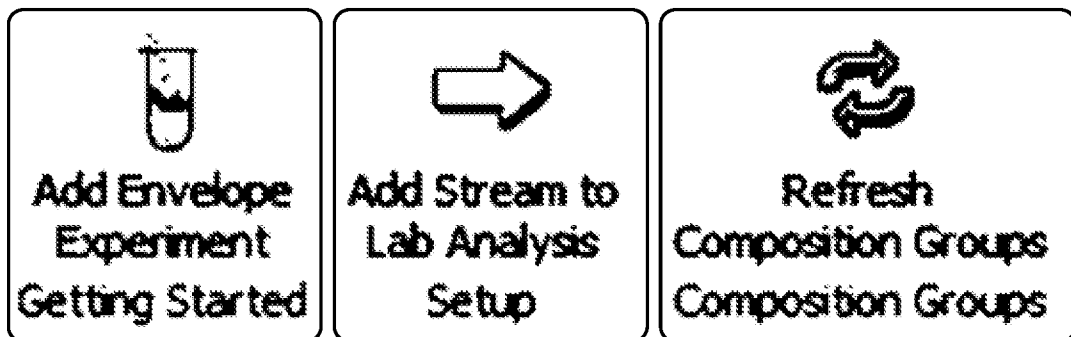 Add Envelope
Experiment
Getting Started
Add Stream to
Lab Analysis
Setup
Refresh
Composition Groups
Composition Groups